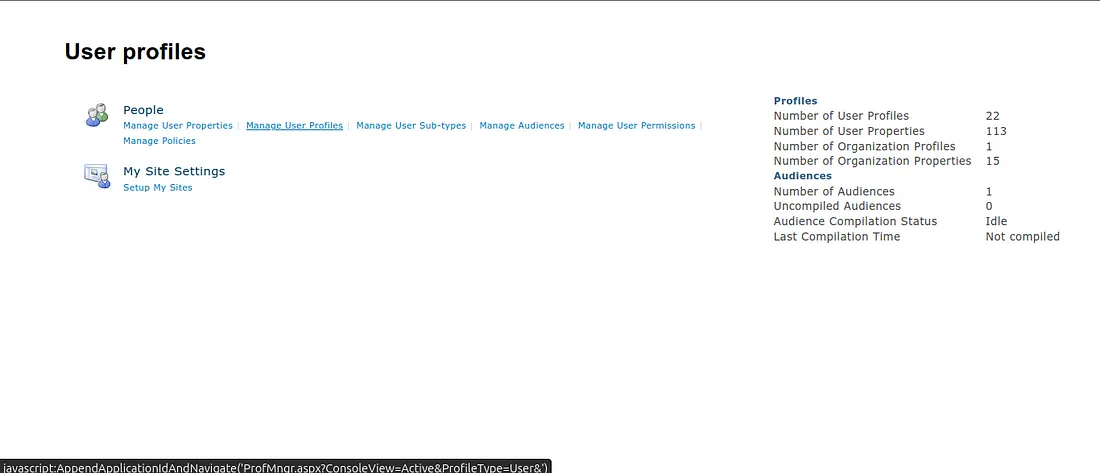 User profiles
People
Manage User Properties | Manage User Profiles | Manage User Sub-types | Manage Audiences | Manage User Permissions |
Manage Policies
My Site Settings
Setup My Sites
Profiles
Number of User Profiles 22
Number of User Properties 113
Number of Organization Profiles 1
Number of Organization Properties 15
Audiences
Number of Audiences 1
Uncompiled Audiences 0
Audience Compilation Status Idle
Last Compilation Time Not compiled
javascript:AppendApplicationIdAndNavigate('ProfMngr.aspx?ConsoleView=Active&ProfileType=User&')